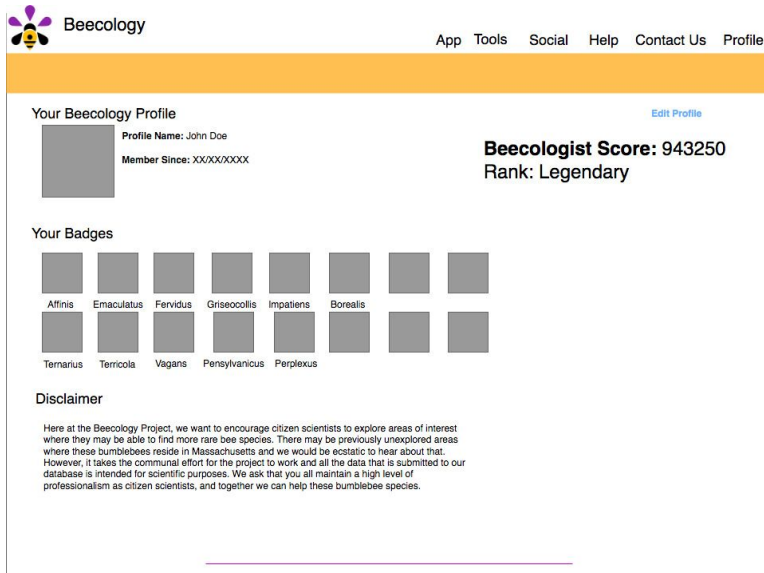 Beecology
App Tools Social Help Contact Us Profile
Your Beecology Profile
Edit Profile
Profile Name: John Doe
Member Since: XX/XX/XXXX
Beecologist Score: 943250
Rank: Legendary
Your Badges
Affinis Emaculatus Fervidus Griseocollis Impatiens Borealis
Ternarius Terricola Vagans Pensylvanicus Perplexus
Disclaimer
Here at the Beecology Project, we want to encourage citizen scientists to explore areas of interest
where they may be able to find more rare bee species. There may be previously unexplored areas
where these bumblebees reside in Massachusetts and we would be ecstatic to hear about that.
However, it takes the communal effort for the project to work and all the data that is submitted to our
database is intended for scientific purposes. We ask that you all maintain a high level of
professionalism as citizen scientists, and together we can help these bumblebee species.